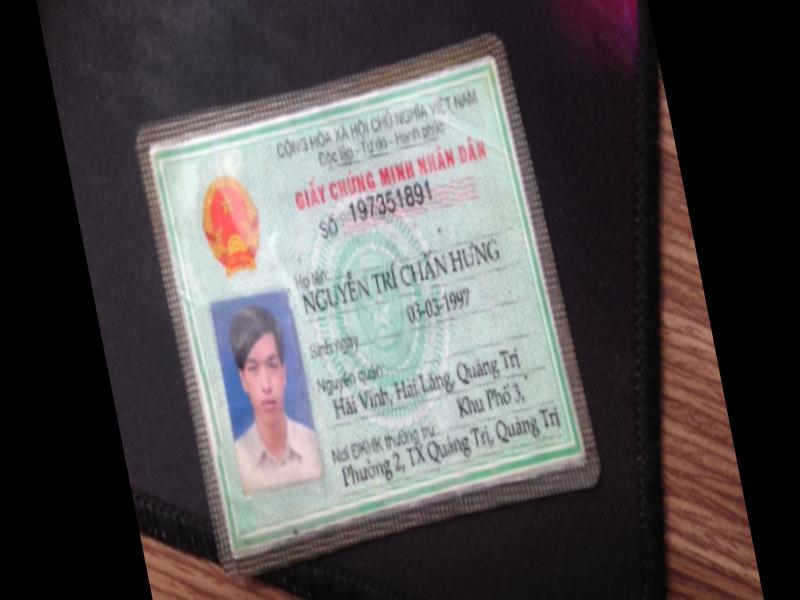 CỘNG HÒA XÃ HỘI CHỦ NGHĨA VIỆT NAM
Độc lập - Tự do - Hạnh phúc
GIẤY CHỨNG MINH NHÂN DÂN
SỐ 197351891
Họ tên:
NGUYỄN TRÍ CHẤN HƯNG
03-03-1997
Sinh ngày
Nguyên quán:
Hải Vĩnh, Hải Lăng, Quảng Trị
Khu Phố 3,
Nơi ĐKHK thường trú:
Phường 2, TX Quảng Trị, Quảng Trị